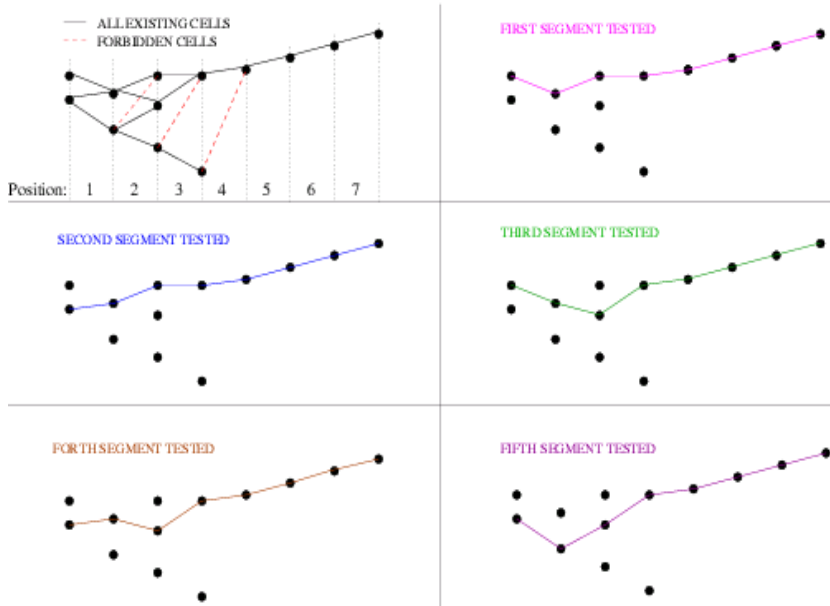 ALL EXISTING CELLS
FORBIDDEN CELLS
Position: 1 2 3 4 5 6 7
FIRST SEGMENT TESTED
SECOND SEGMENT TESTED
THIRD SEGMENT TESTED
FORTH SEGMENT TESTED
FIFTH SEGMENT TESTED